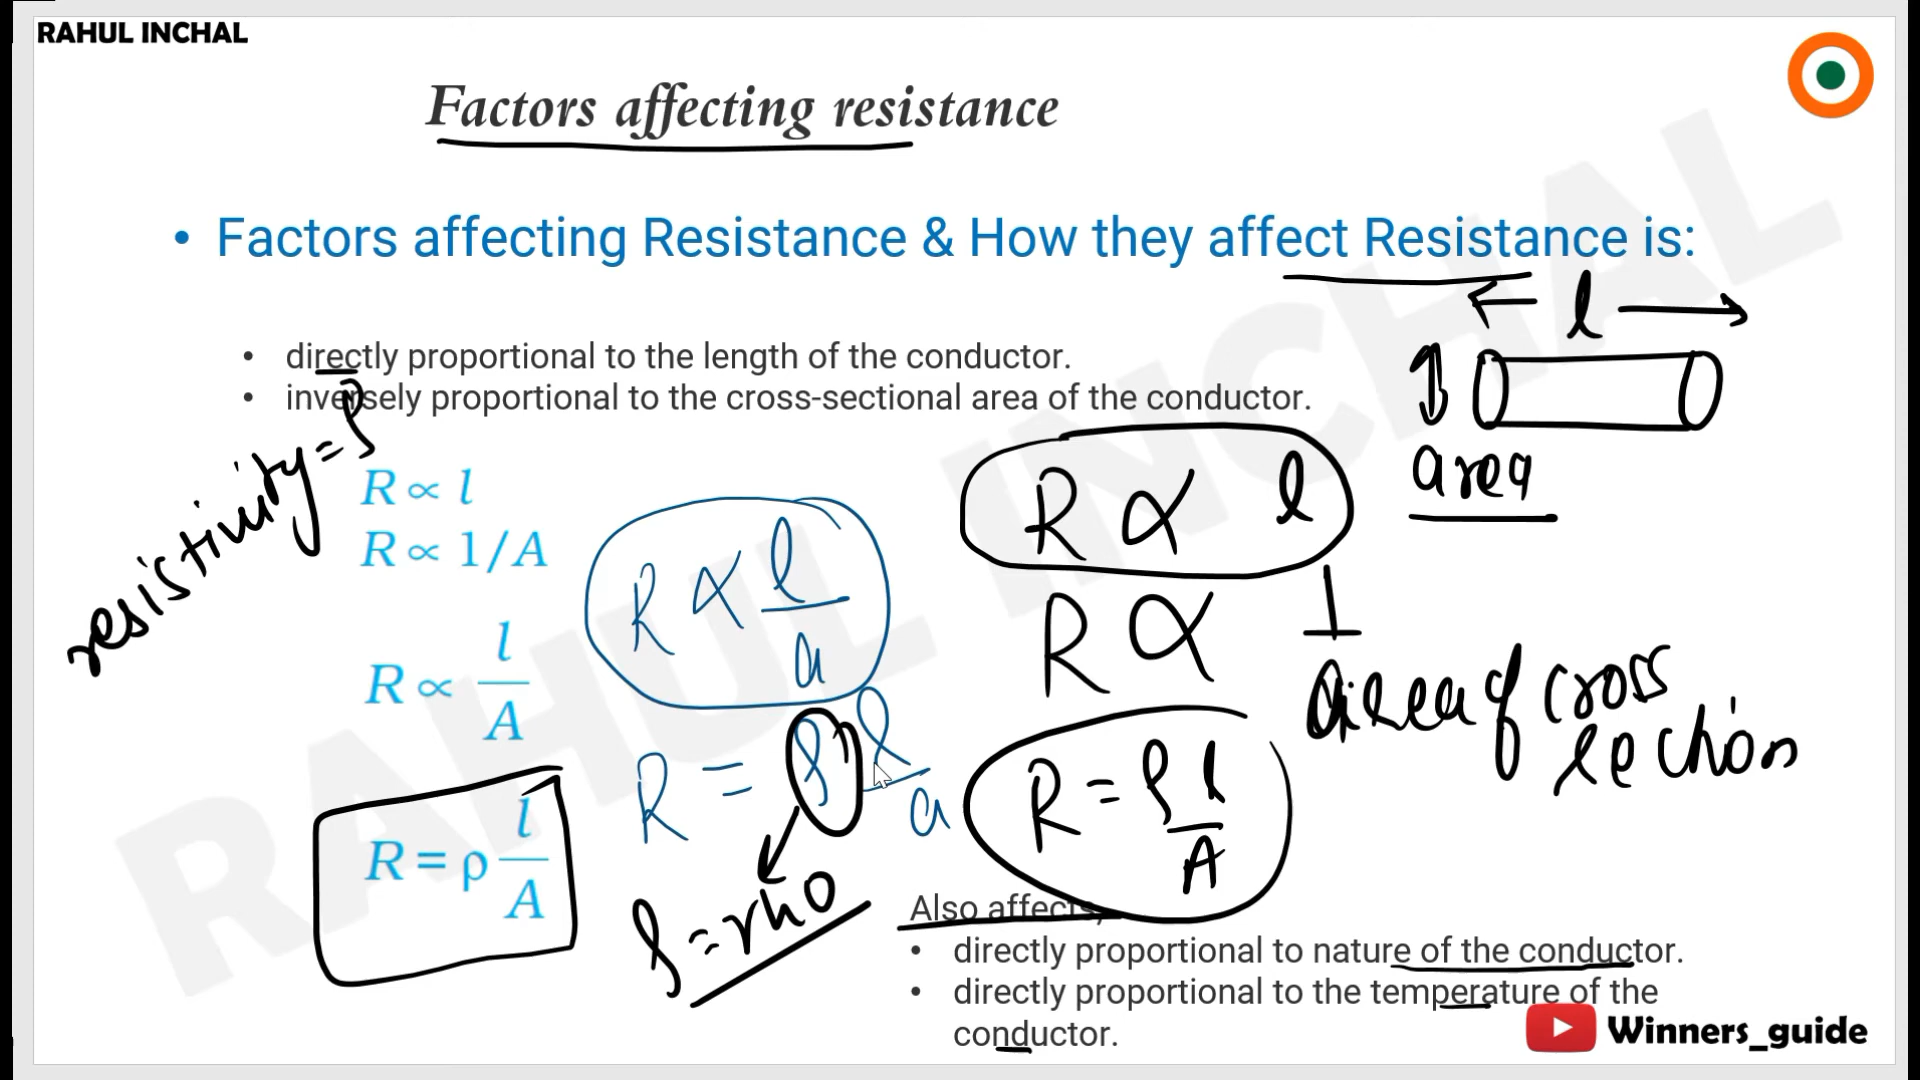 RAHUL INCHAL
Factors affecting resistance
• Factors affecting Resistance & How they affect Resistance is:
← l →
• directly proportional to the length of the conductor.
• inversely proportional to the cross-sectional area of the conductor.
area
resistivity = ρ
R ∝ l
R ∝ 1/A
R ∝ l/A
R = ρ l/A
R ∝ l/a
R = ρ l/a
ρ = rho
R ∝ l
R ∝ 1
area of cross
section
R = ρ l/A
Also affects,
• directly proportional to nature of the conductor.
• directly proportional to the temperature of the
conductor.
Winners_guide
RAHUL INCHAL